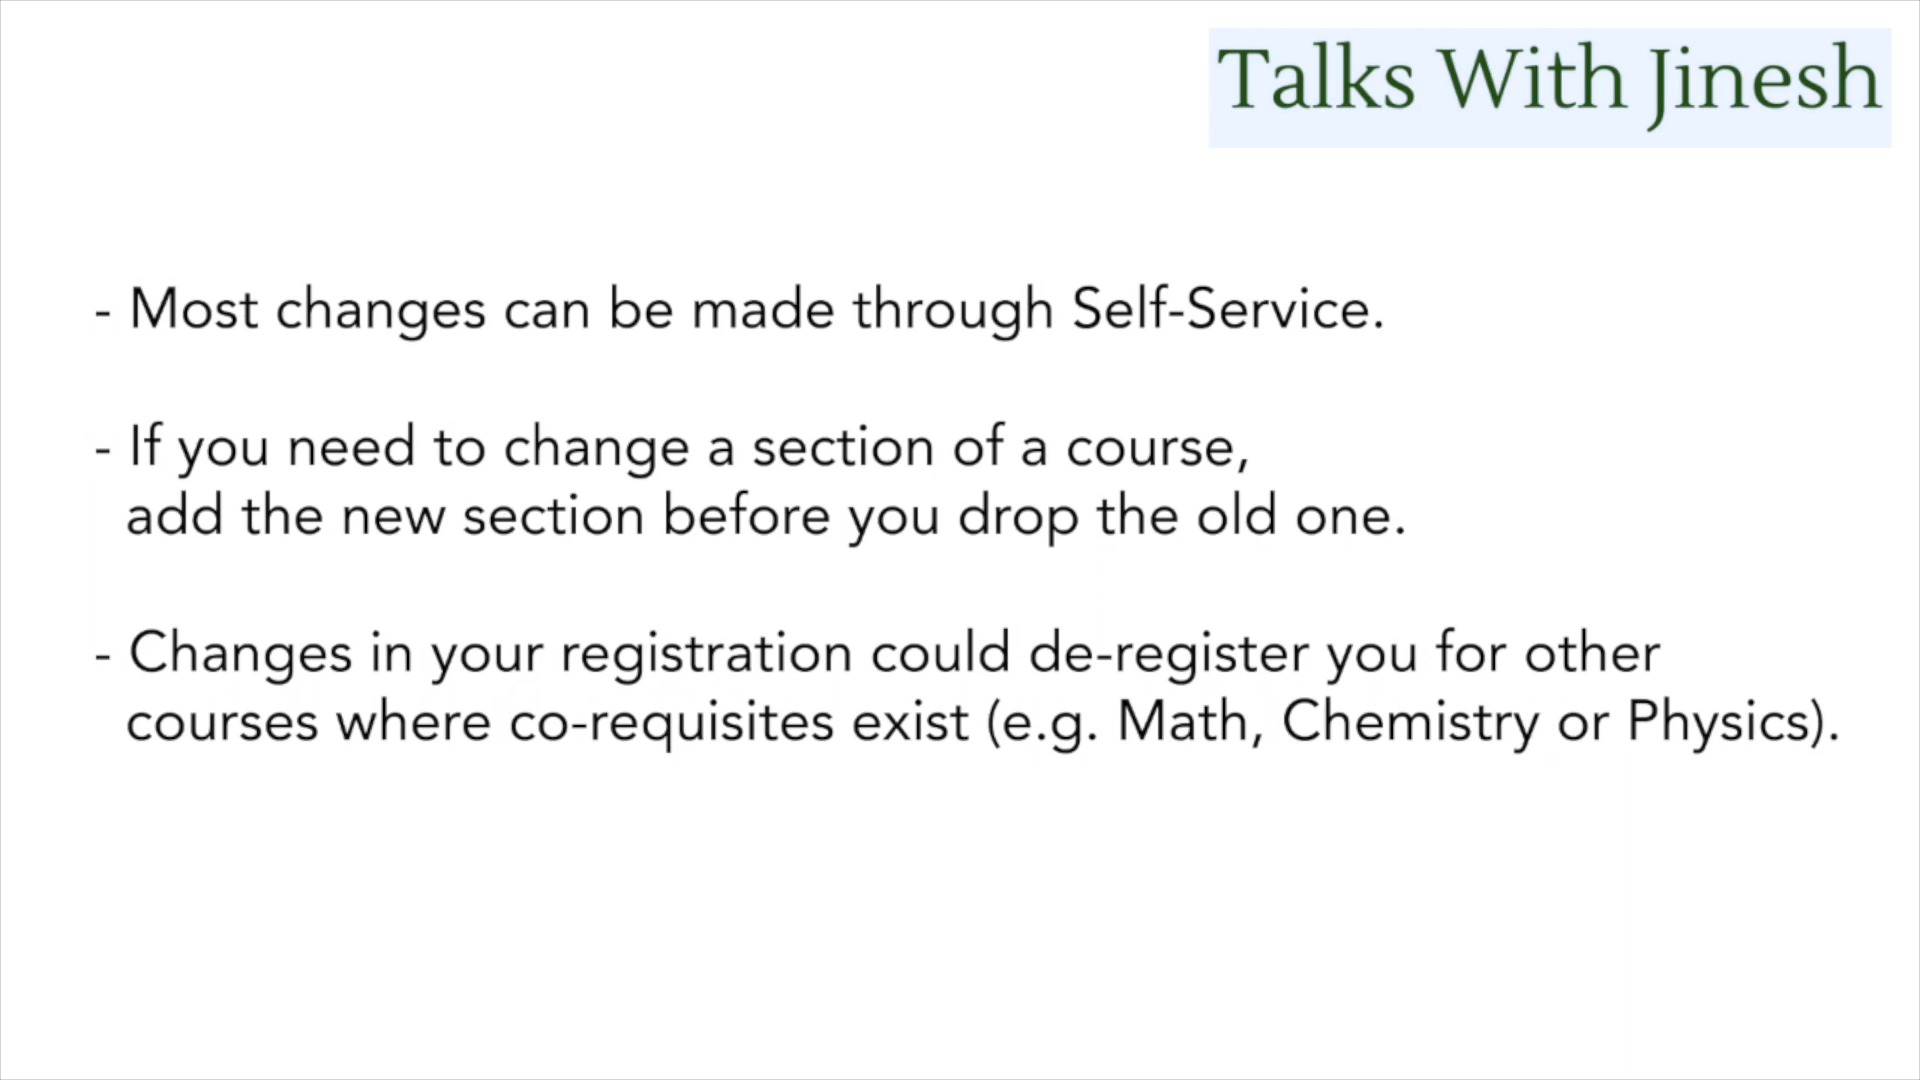 Talks With Jinesh
- Most changes can be made through Self-Service.
- If you need to change a section of a course,
add the new section before you drop the old one.
- Changes in your registration could de-register you for other
courses where co-requisites exist (e.g. Math, Chemistry or Physics).